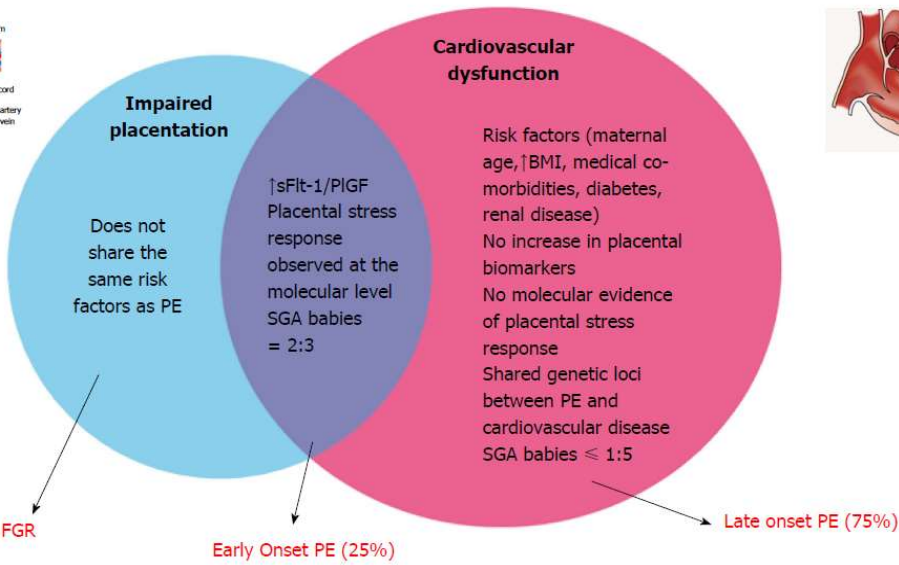 m
cord
artery
vein
Impaired
placentation
Does not
share the
same risk
factors as PE
↑sFlt-1/PlGF
Placental stress
response
observed at the
molecular level
SGA babies
= 2:3
Cardiovascular
dysfunction
Risk factors (maternal
age,↑BMI, medical co-
morbidities, diabetes,
renal disease)
No increase in placental
biomarkers
No molecular evidence
of placental stress
response
Shared genetic loci
between PE and
cardiovascular disease
SGA babies ⩽ 1:5
FGR
Early Onset PE (25%)
Late onset PE (75%)